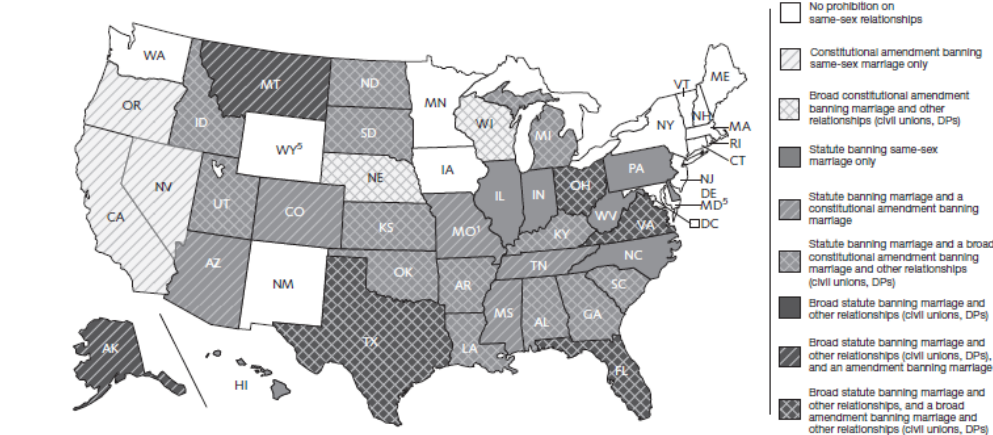 WA
OR
CA
NV
ID
MT
WY5
UT
AZ
CO
NM
ND
SD
NE
KS
OK
TX
MN
IA
MO1
AR
LA
WI
IL
IN
MI
OH
KY
TN
MS
AL
GA
FL
SC
NC
VA
WV
PA
NY
VT
NH
ME
MA
RI
CT
NJ
DE
MD5
DC
AK
HI
No prohibition on
same-sex relationships
Constitutional amendment banning
same-sex marriage only
Broad constitutional amendment
banning marriage and other
relationships (civil unions, DPs)
Statute banning same-sex
marriage only
Statute banning marriage and a
constitutional amendment banning
marriage
Statute banning marriage and a broad
constitutional amendment banning
marriage and other relationships
(civil unions, DPs)
Broad statute banning marriage and
other relationships (civil unions, DPs)
Broad statute banning marriage and
other relationships (civil unions, DPs),
and an amendment banning marriage
Broad statute banning marriage and
other relationships, and a broad
amendment banning marriage and
other relationships (civil unions, DPs)